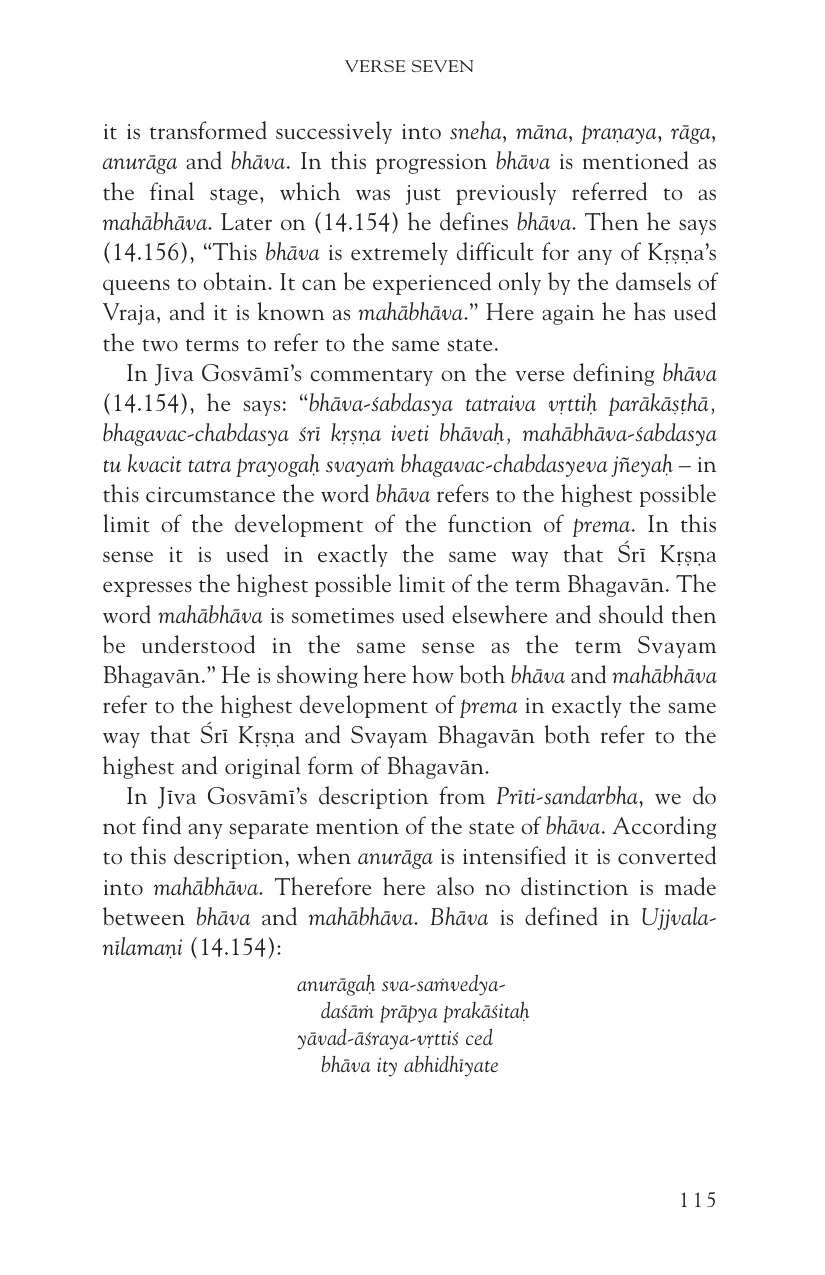 VERSE SEVEN
it is transformed successively into sneha, māna, praṇaya, rāga,
anurāga and bhāva. In this progression bhāva is mentioned as
the final stage, which was just previously referred to as
mahābhāva. Later on (14.154) he defines bhāva. Then he says
(14.156), “This bhāva is extremely difficult for any of Kṛṣṇa’s
queens to obtain. It can be experienced only by the damsels of
Vraja, and it is known as mahābhāva.” Here again he has used
the two terms to refer to the same state.
In Jīva Gosvāmī’s commentary on the verse defining bhāva
(14.154), he says: “bhāva-śabdasya tatraiva vṛttiḥ parākāṣṭhā,
bhagavac-chabdasya śrī kṛṣṇa iveti bhāvaḥ, mahābhāva-śabdasya
tu kvacit tatra prayogaḥ svayaṁ bhagavac-chabdasyeva jñeyaḥ – in
this circumstance the word bhāva refers to the highest possible
limit of the development of the function of prema. In this
sense it is used in exactly the same way that Śrī Kṛṣṇa
expresses the highest possible limit of the term Bhagavān. The
word mahābhāva is sometimes used elsewhere and should then
be understood in the same sense as the term Svayam
Bhagavān.” He is showing here how both bhāva and mahābhāva
refer to the highest development of prema in exactly the same
way that Śrī Kṛṣṇa and Svayam Bhagavān both refer to the
highest and original form of Bhagavān.
In Jīva Gosvāmī’s description from Prīti-sandarbha, we do
not find any separate mention of the state of bhāva. According
to this description, when anurāga is intensified it is converted
into mahābhāva. Therefore here also no distinction is made
between bhāva and mahābhāva. Bhāva is defined in Ujjvala-
nīlamaṇi (14.154):
anurāgaḥ sva-saṁvedya-
daśāṁ prāpya prakāśitaḥ
yāvad-āśraya-vṛttiś ced
bhāva ity abhidhīyate
115